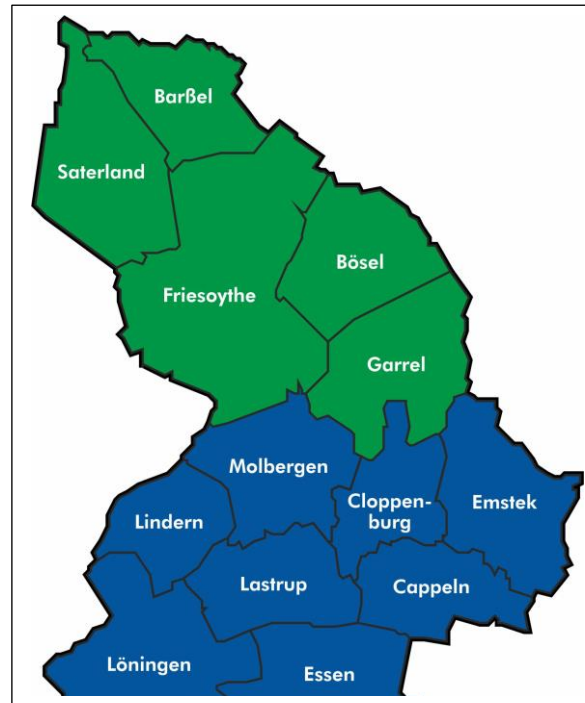 Barßel
Saterland
Bösel
Friesoythe
Garrel
Molbergen
Cloppen-
burg
Emstek
Lindern
Lastrup
Cappeln
Löningen
Essen